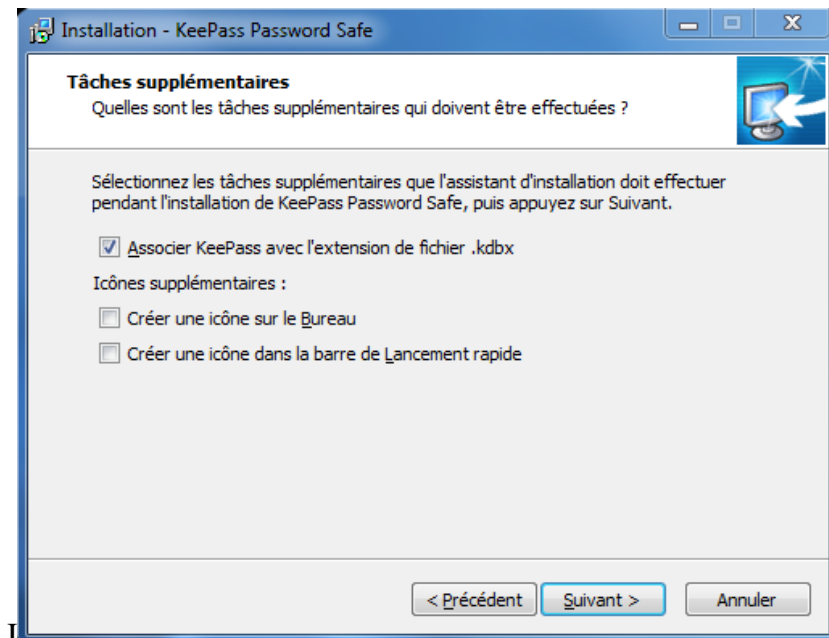 Installation - KeePass Password Safe
Tâches supplémentaires
Quelles sont les tâches supplémentaires qui doivent être effectuées ?
Sélectionnez les tâches supplémentaires que l'assistant d'installation doit effectuer
pendant l'installation de KeePass Password Safe, puis appuyez sur Suivant.
Associer KeePass avec l'extension de fichier .kdbx
Icônes supplémentaires :
Créer une icône sur le Bureau
Créer une icône dans la barre de Lancement rapide
< Précédent Suivant > Annuler